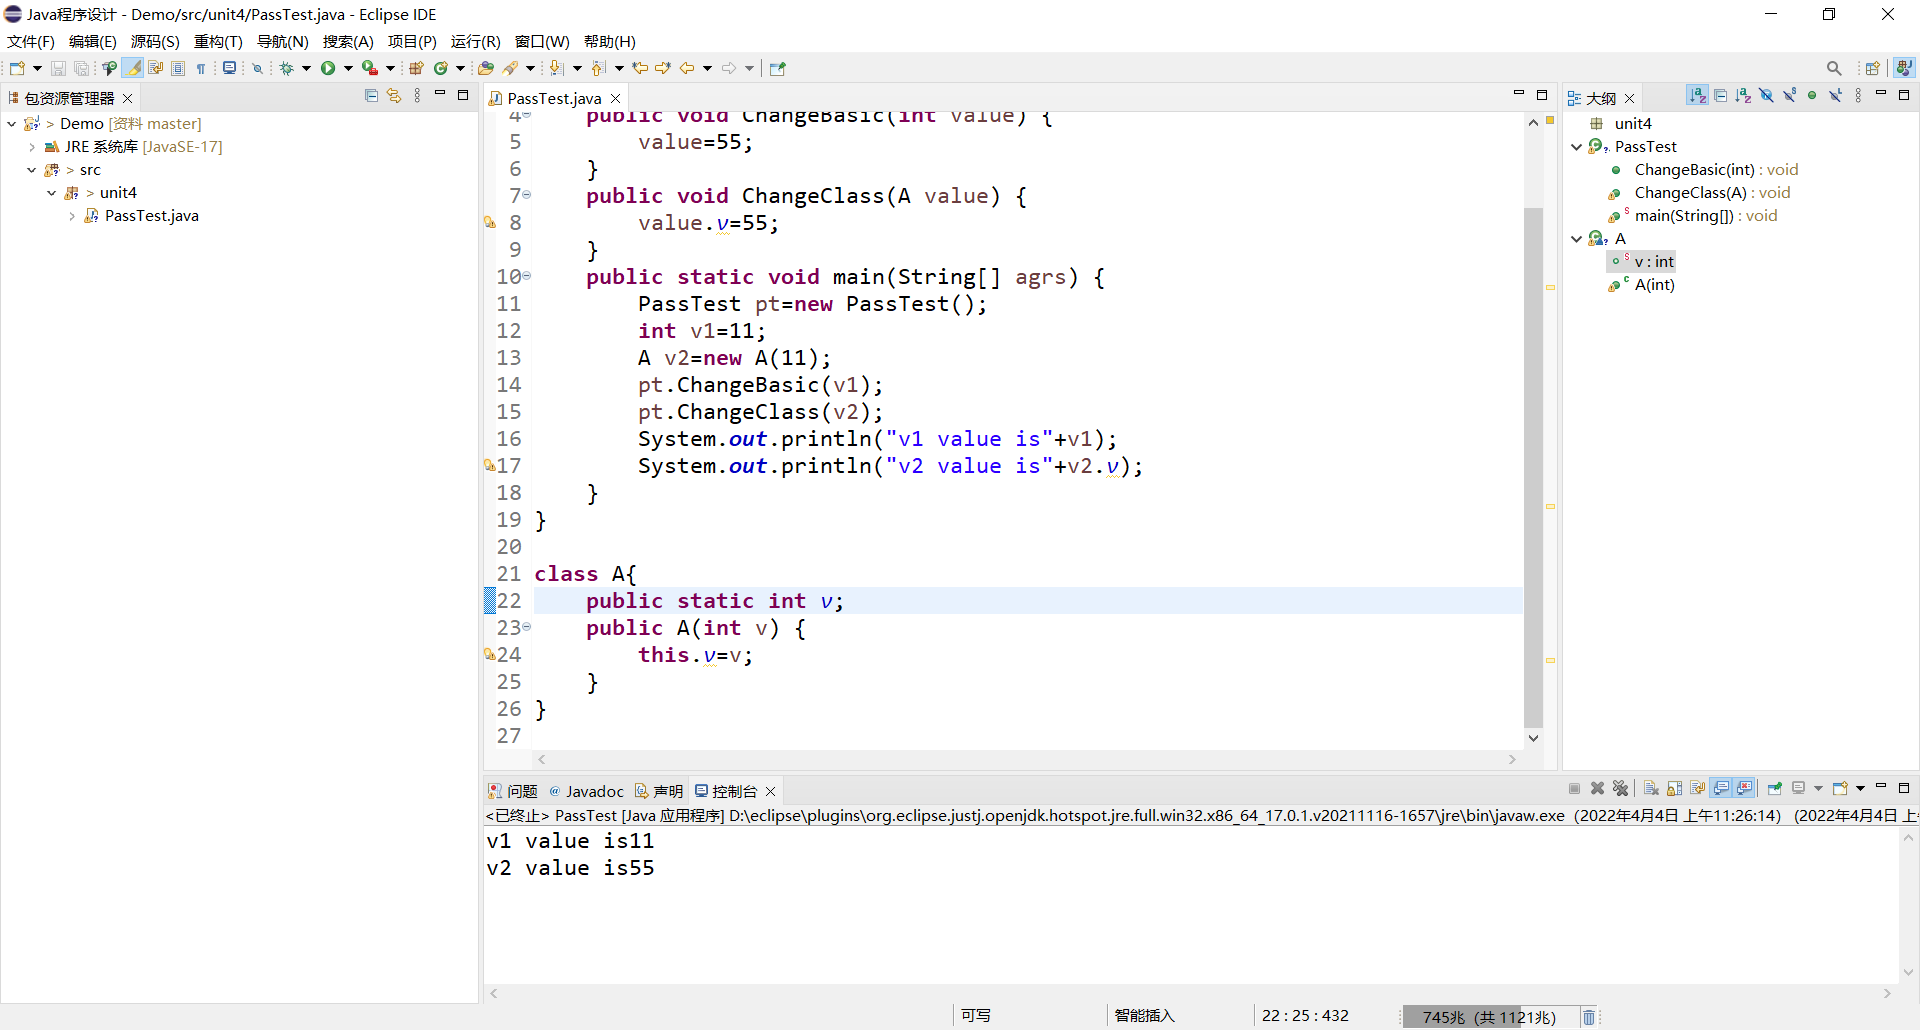 Java程序设计 - Demo/src/unit4/PassTest.java - Eclipse IDE
文件(F) 编辑(E) 源码(S) 重构(T) 导航(N) 搜索(A) 项目(P) 运行(R) 窗口(W) 帮助(H)
包资源管理器
> Demo [资料 master]
JRE 系统库 [JavaSE-17]
> src
> unit4
PassTest.java
PassTest.java
4 public void ChangeBasic(int value) {
5 value=55;
6 }
7 public void ChangeClass(A value) {
8 value.v=55;
9 }
10 public static void main(String[] agrs) {
11 PassTest pt=new PassTest();
12 int v1=11;
13 A v2=new A(11);
14 pt.ChangeBasic(v1);
15 pt.ChangeClass(v2);
16 System.out.println("v1 value is"+v1);
17 System.out.println("v2 value is"+v2.v);
18 }
19 }
20
21 class A{
22 public static int v;
23 public A(int v) {
24 this.v=v;
25 }
26 }
27
大纲
unit4
PassTest
ChangeBasic(int) : void
ChangeClass(A) : void
main(String[]) : void
A
v : int
A(int)
问题 @ Javadoc 声明 控制台
<已终止> PassTest [Java 应用程序] D:\eclipse\plugins\org.eclipse.justj.openjdk.hotspot.jre.full.win32.x86_64_17.0.1.v20211116-1657\jre\bin\javaw.exe（2022年4月4日 上午11:26:14）（2022年4月4日 上
v1 value is11
v2 value is55
可写 智能插入 22 : 25 : 432 745兆（共 1121兆）